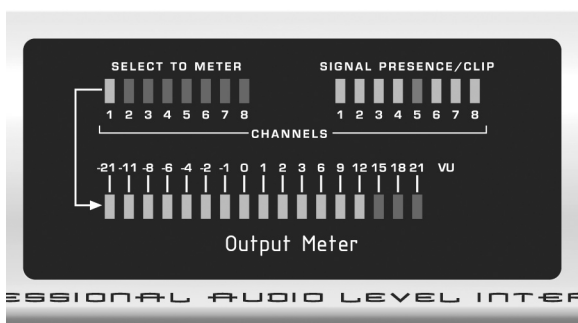 SELECT TO METER
SIGNAL PRESENCE/CLIP
1 2 3 4 5 6 7 8
1 2 3 4 5 6 7 8
CHANNELS
-21 -11 -8 -6 -4 -2 -1 0 1 2 3 6 9 12 15 18 21 VU
Output Meter
AUDIO LEVEL